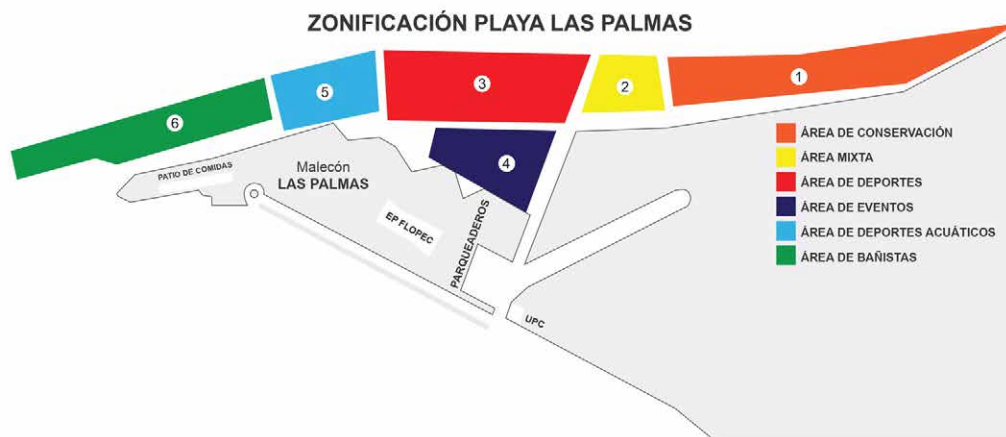 ZONIFICACIÓN PLAYA LAS PALMAS
1
2
3
4
5
6
PATIO DE COMIDAS
Malecón
LAS PALMAS
EP FLOPEC
PARQUEADEROS
UPC
ÁREA DE CONSERVACIÓN
ÁREA MIXTA
ÁREA DE DEPORTES
ÁREA DE EVENTOS
ÁREA DE DEPORTES ACUÁTICOS
ÁREA DE BAÑISTAS